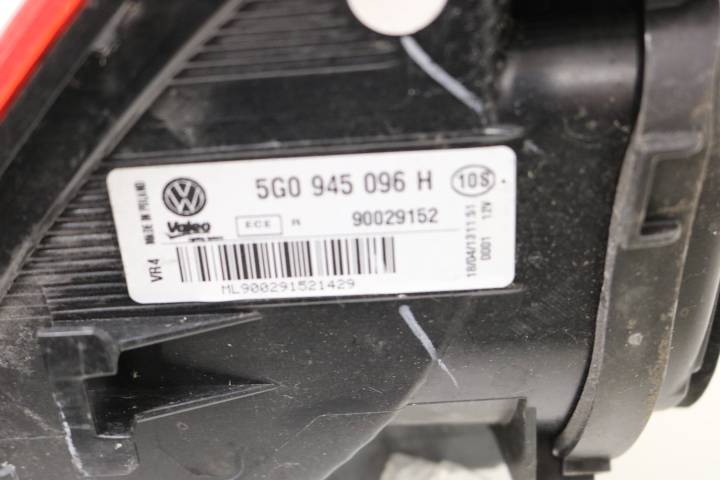 5G0 945 096 H
10S
VW
MADE IN POLAND
Valeo
ECE R
90029152
VR4
ML900291521429
18/04/13 11:51
0001 12V